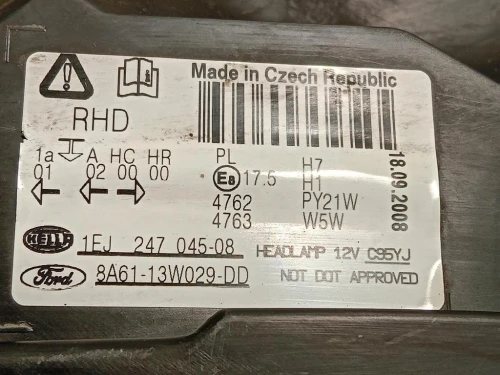 Made in Czech Republic
RHD
18.09.2008
1a A HC HR PL H7
01 02 00 00 E8 17.5 H1
4762 PY21W
4763 W5W
HELLA 1EJ 247 045-08 HEADLAMP 12V C95YJ
Ford 8A61-13W029-DD NOT DOT APPROVED